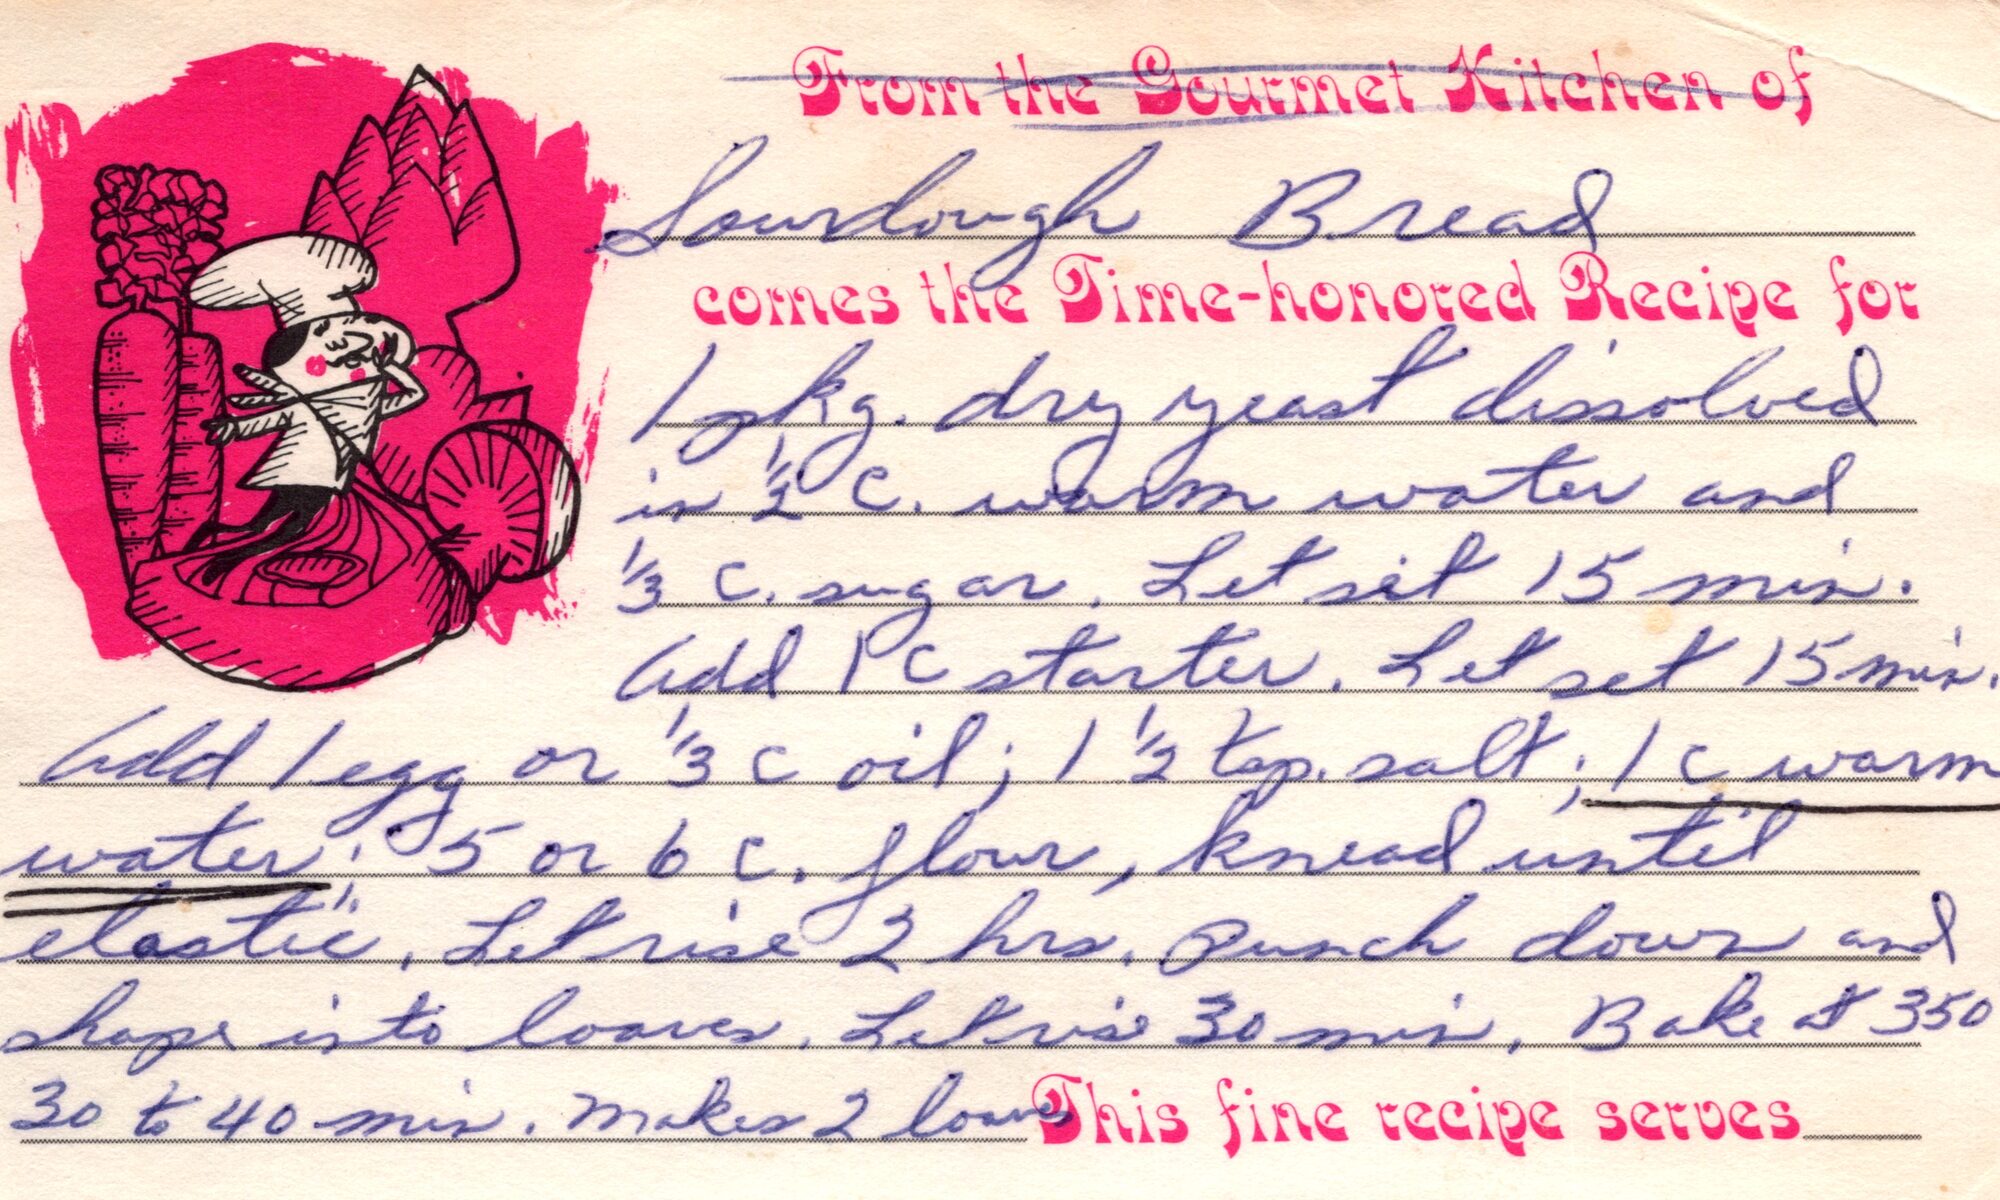 From the Gourmet Kitchen of
Sourdough Bread
comes the Time-honored Recipe for
1 pkg. dry yeast dissolved
in 1/2 c. warm water and
1/3 c. sugar. Let set 15 min.
Add 1 c starter. Let set 15 min.
Add 1 egg or 1/3 c oil; 1 1/2 tsp. salt; 1 c warm
water; 5 or 6 c. flour, knead until
elastic. Let rise 2 hrs. Punch down and
shape into loaves. Let rise 30 min. Bake at 350
30 to 40 min. Makes 2 loaves
This fine recipe serves